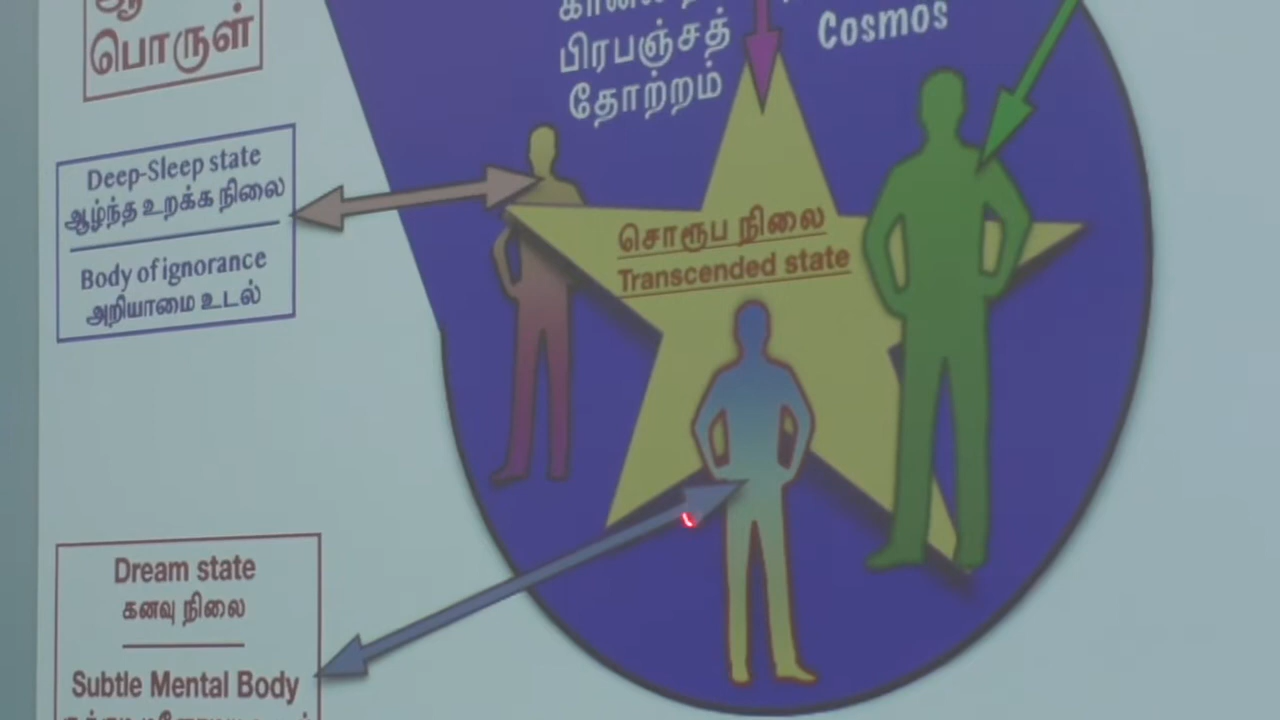 பொருள்
பிரபஞ்சத்
தோற்றம்
Cosmos
Deep-Sleep state
ஆழ்ந்த உறக்க நிலை
Body of ignorance
அறியாமை உடல்
சொரூப நிலை
Transcended state
Dream state
கனவு நிலை
Subtle Mental Body